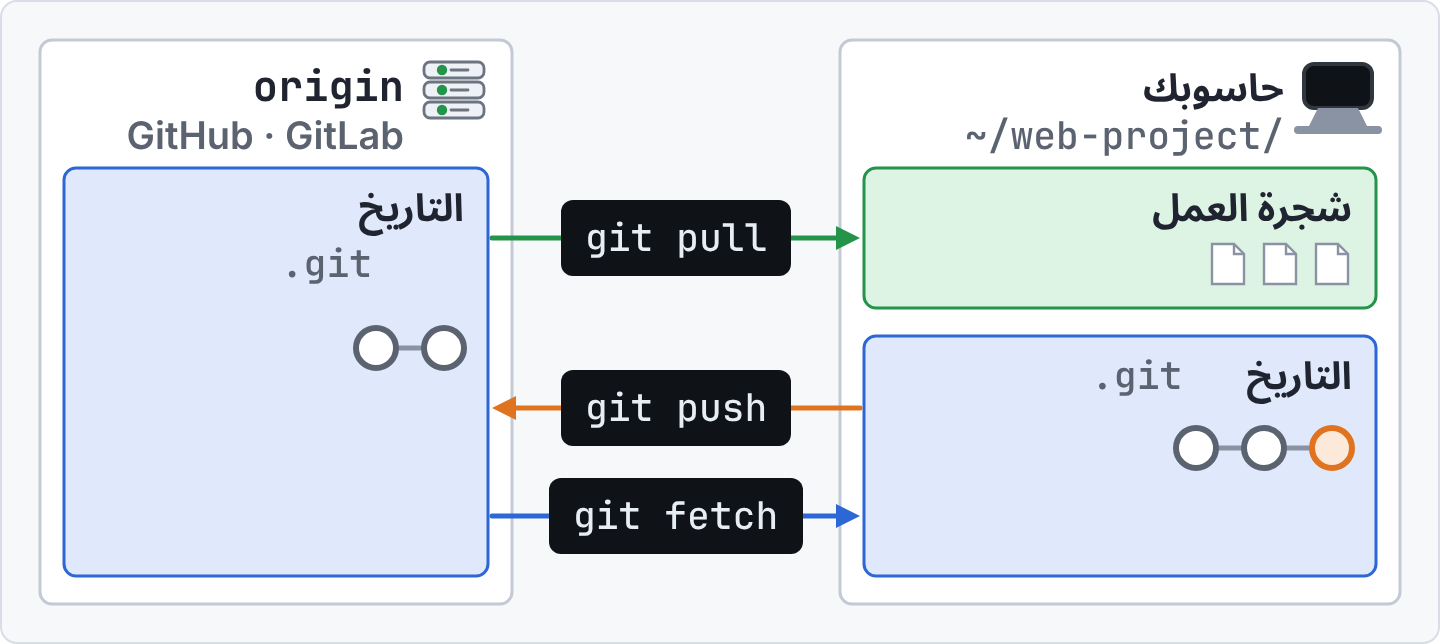 حاسوبك
~/web-project/
شجرة العمل
التاريخ .git
origin
GitHub · GitLab
التاريخ
.git
git pull
git push
git fetch